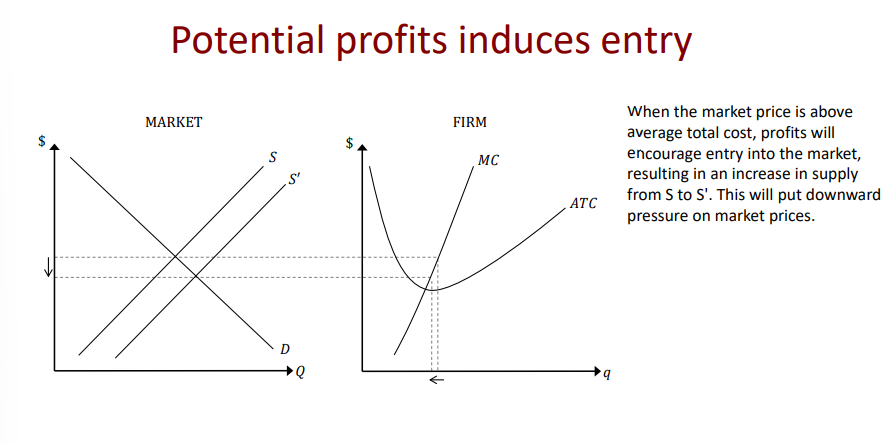 Potential profits induces entry
MARKET
FIRM
When the market price is above
average total cost, profits will
encourage entry into the market,
resulting in an increase in supply
from S to S'. This will put downward
pressure on market prices.
$
S
S'
D
Q
$
MC
ATC
q